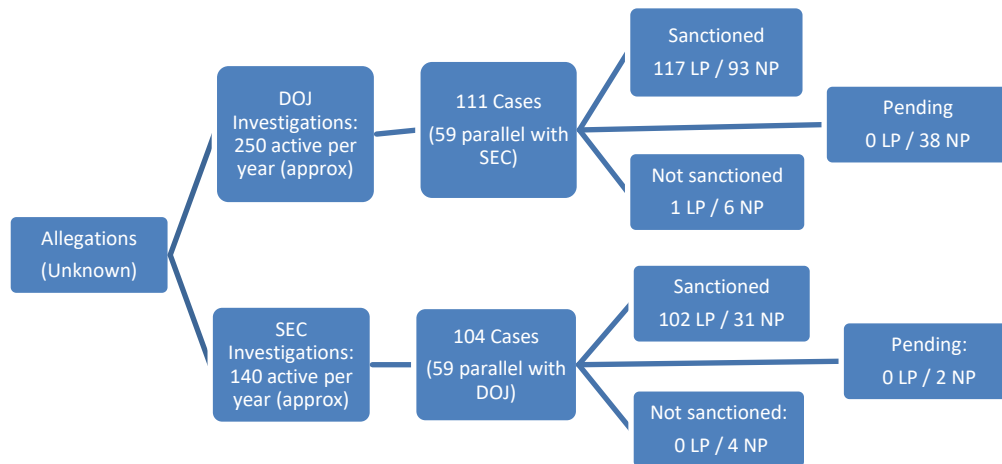 Allegations
(Unknown)
DOJ
Investigations:
250 active per
year (approx)
111 Cases
(59 parallel with
SEC)
Sanctioned
117 LP / 93 NP
Pending
0 LP / 38 NP
Not sanctioned
1 LP / 6 NP
SEC
Investigations:
140 active per
year (approx)
104 Cases
(59 parallel with
DOJ)
Sanctioned
102 LP / 31 NP
Pending:
0 LP / 2 NP
Not sanctioned:
0 LP / 4 NP